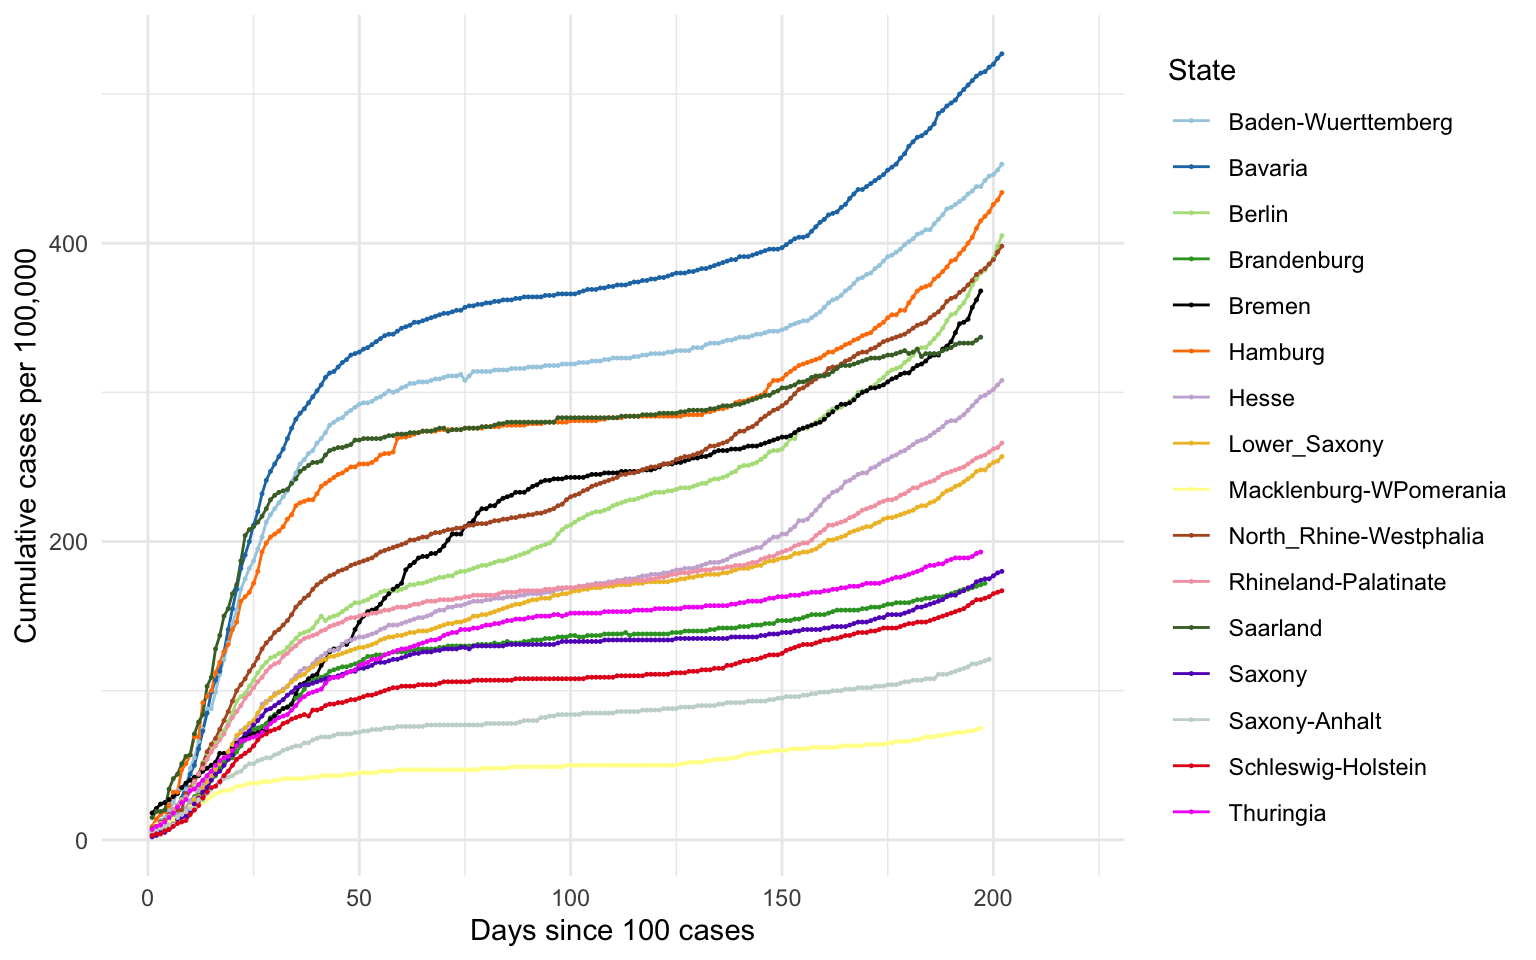 Cumulative cases per 100,000
400
200
0
0 50 100 150 200
Days since 100 cases
State
Baden-Wuerttemberg
Bavaria
Berlin
Brandenburg
Bremen
Hamburg
Hesse
Lower_Saxony
Macklenburg-WPomerania
North_Rhine-Westphalia
Rhineland-Palatinate
Saarland
Saxony
Saxony-Anhalt
Schleswig-Holstein
Thuringia